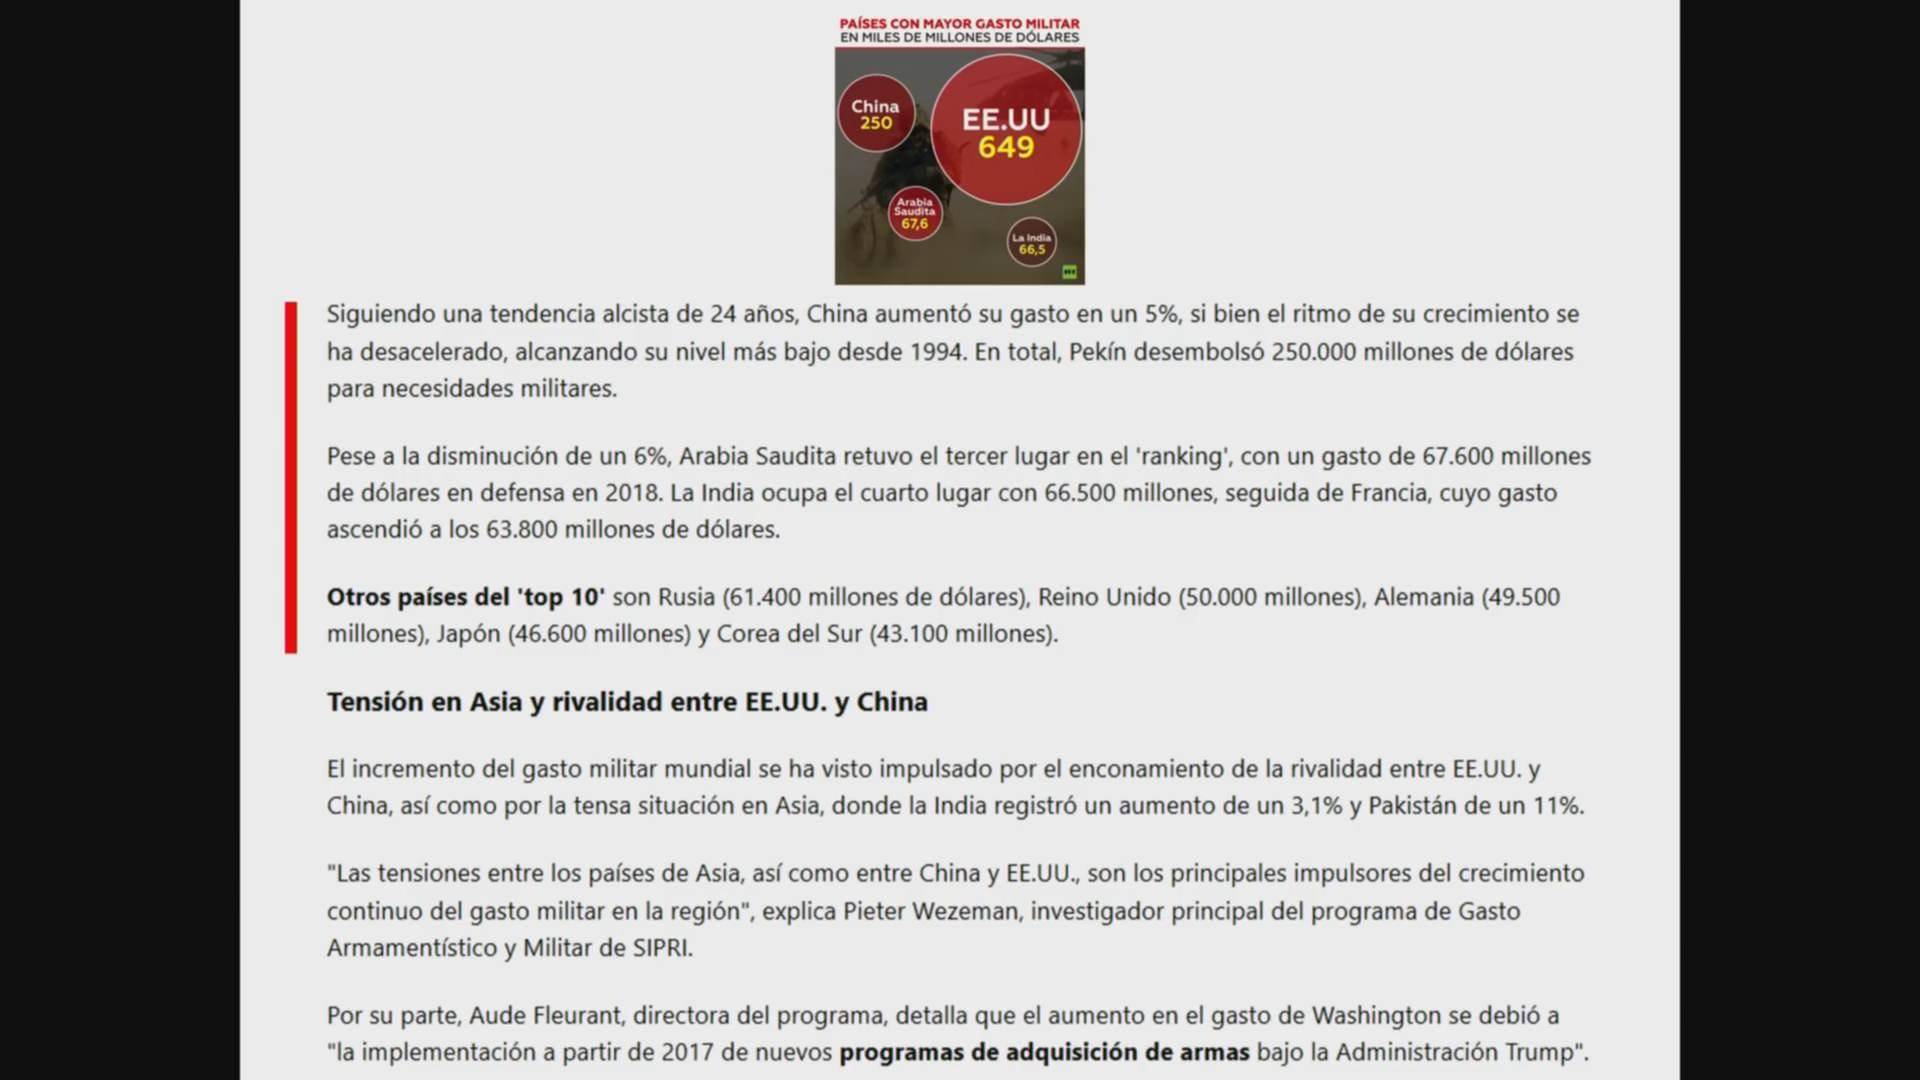 PAÍSES CON MAYOR GASTO MILITAR
EN MILES DE MILLONES DE DÓLARES
China
250
EE.UU
649
Arabia
Saudita
67,6
La India
66,5
Siguiendo una tendencia alcista de 24 años, China aumentó su gasto en un 5%, si bien el ritmo de su crecimiento se
ha desacelerado, alcanzando su nivel más bajo desde 1994. En total, Pekín desembolsó 250.000 millones de dólares
para necesidades militares.
Pese a la disminución de un 6%, Arabia Saudita retuvo el tercer lugar en el 'ranking', con un gasto de 67.600 millones
de dólares en defensa en 2018. La India ocupa el cuarto lugar con 66.500 millones, seguida de Francia, cuyo gasto
ascendió a los 63.800 millones de dólares.
Otros países del 'top 10' son Rusia (61.400 millones de dólares), Reino Unido (50.000 millones), Alemania (49.500
millones), Japón (46.600 millones) y Corea del Sur (43.100 millones).
Tensión en Asia y rivalidad entre EE.UU. y China
El incremento del gasto militar mundial se ha visto impulsado por el enconamiento de la rivalidad entre EE.UU. y
China, así como por la tensa situación en Asia, donde la India registró un aumento de un 3,1% y Pakistán de un 11%.
"Las tensiones entre los países de Asia, así como entre China y EE.UU., son los principales impulsores del crecimiento
continuo del gasto militar en la región", explica Pieter Wezeman, investigador principal del programa de Gasto
Armamentístico y Militar de SIPRI.
Por su parte, Aude Fleurant, directora del programa, detalla que el aumento en el gasto de Washington se debió a
"la implementación a partir de 2017 de nuevos programas de adquisición de armas bajo la Administración Trump".